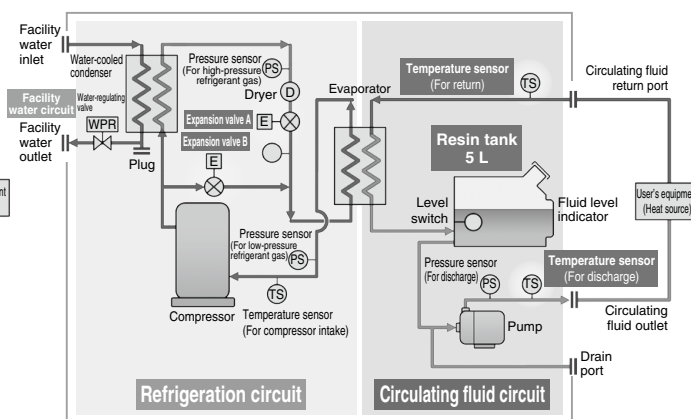 Facility
water
inlet
Water-cooled
condenser
Facility
water circuit
Water-regulating
valve
Facility
water
outlet
WPR
Plug
Pressure sensor
(For high-pressure
refrigerant gas)
PS
Dryer
D
Expansion valve A
E
Expansion valve B
E
Evaporator
Compressor
Pressure sensor
(For low-pressure
refrigerant gas)
PS
TS
Temperature sensor
(For compressor intake)
Refrigeration circuit
Temperature sensor
(For return)
TS
Circulating fluid
return port
Resin tank
5 L
Level
switch
Fluid level
indicator
User's equipme
(Heat source)
Pressure sensor
(For discharge)
PS
TS
Temperature sensor
(For discharge)
Pump
Circulating
fluid outlet
Drain
port
Circulating fluid circuit